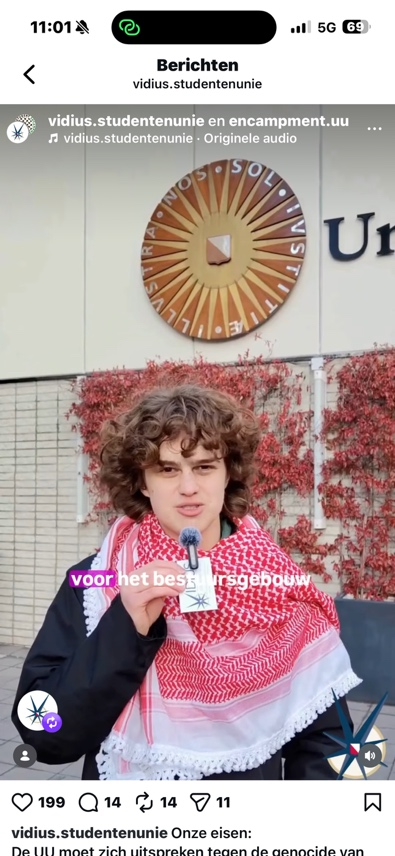 11:01
5G
69
Berichten
vidius.studentenunie
vidius.studentenunie en encampment.uu
vidius.studentenunie · Originele audio
SOL · IVSTITIÆ · ILLVSTRA · NOS ·
voor het bestuursgebouw
199
14
14
11
vidius.studentenunie Onze eisen:
De UU moet zich uitspreken tegen de genocide van